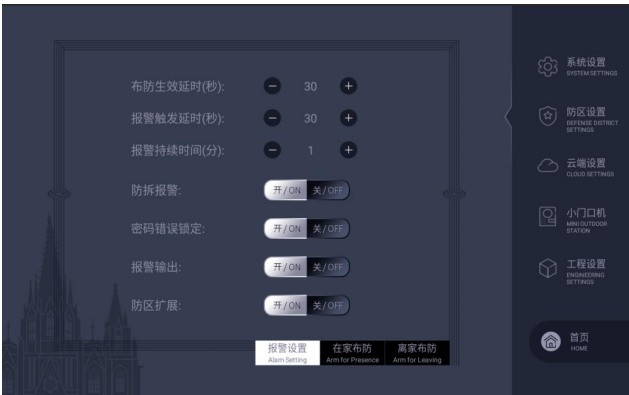 布防生效延时(秒): 30
报警触发延时(秒): 30
报警持续时间(分): 1
防拆报警: 开/ON 关/OFF
密码错误锁定: 开/ON 关/OFF
报警输出: 开/ON 关/OFF
防区扩展: 开/ON 关/OFF
报警设置 在家布防 离家布防
Alam Setting Arm for Presence Arm for Leaving
系统设置
SYSTEM SETTINGS
防区设置
DEFENSE DISTRICT
SETTINGS
云端设置
CLOUD SETTINGS
小门口机
MINI OUTDOOR
STATION
工程设置
ENGINEERING
SETTINGS
首页
HOME